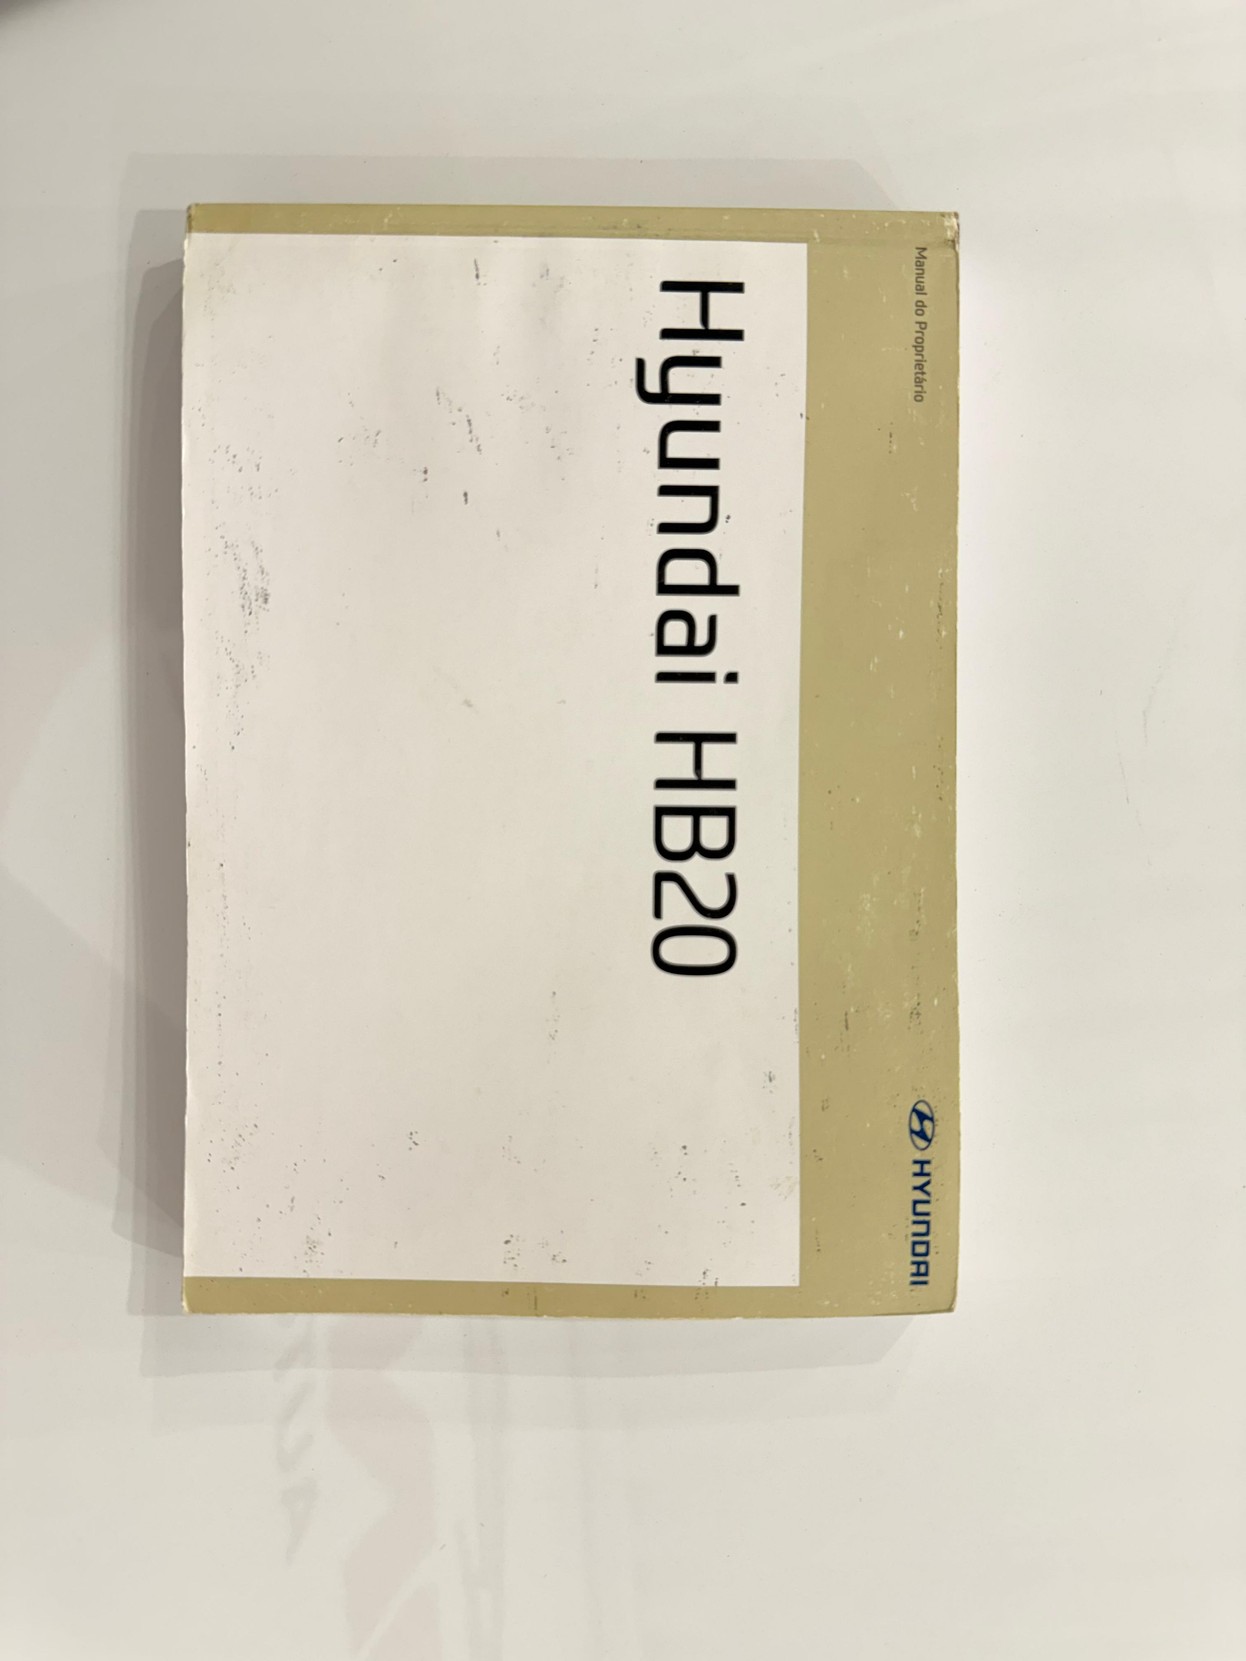 Manual do Proprietário
HYUNDAI
Hyundai HB20